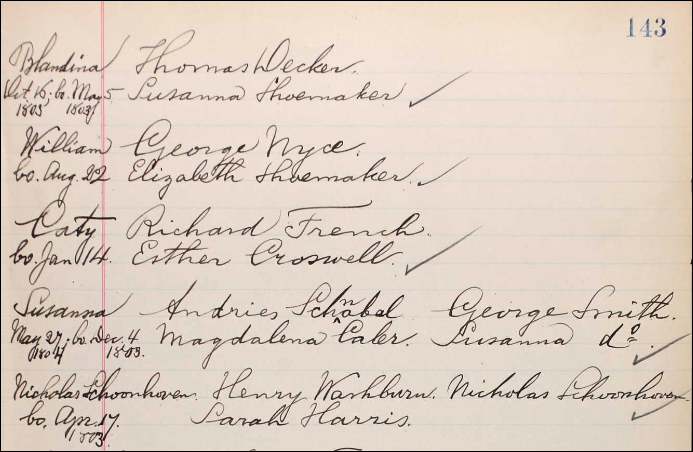 143
Blandina Thomas Decker.
Oct. 16; bo. May 5 Susanna Shoemaker
1803. 1803.
William George Nyce.
bo. Aug. 22 Elizabeth Shoemaker.
Caty Richard French.
bo. Jan 14. Esther Croswell.
Susanna Andries Schnabel George Smith.
May 27; bo. Dec. 4 Magdalena Caler. Susanna do.
1804 1803.
Nicholas Schoonhoven. Henry Washburn. Nicholas Schoonhoven.
bo. Apr. 17. Sarah Harris.
1803.